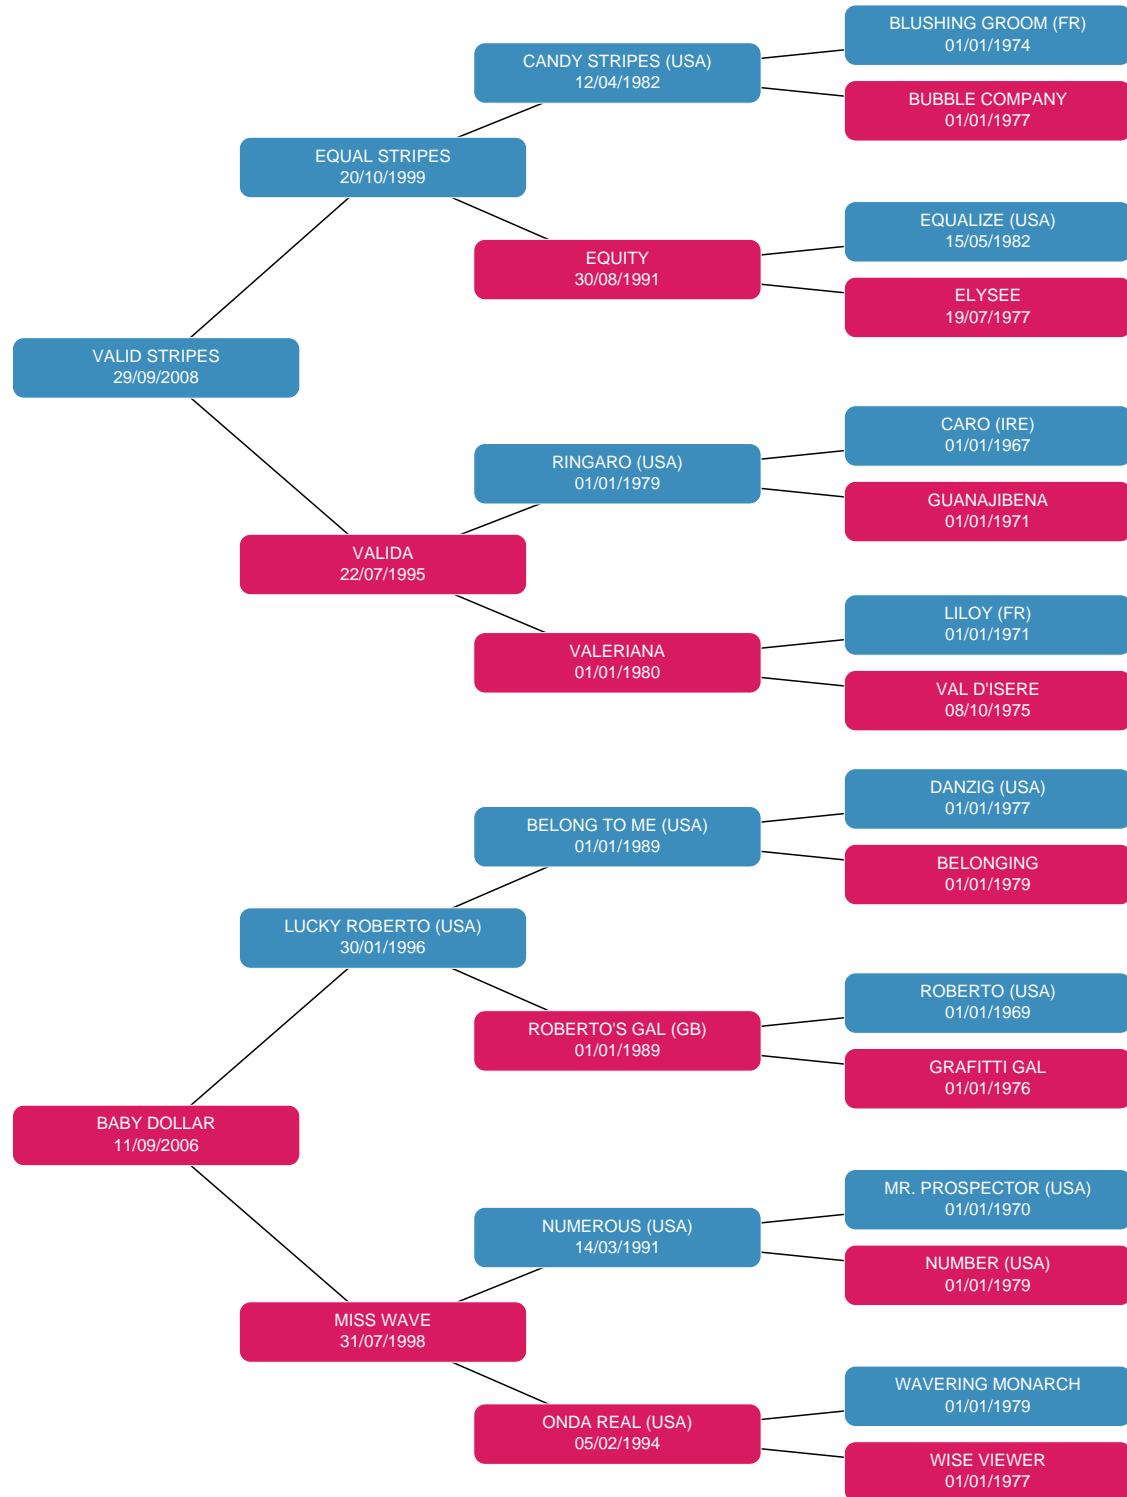 BLUSHING GROOM (FR)
01/01/1974
CANDY STRIPES (USA)
12/04/1982
BUBBLE COMPANY
01/01/1977
EQUAL STRIPES
20/10/1999
EQUALIZE (USA)
15/05/1982
EQUITY
30/08/1991
ELYSEE
19/07/1977
VALID STRIPES
29/09/2008
CARO (IRE)
01/01/1967
RINGARO (USA)
01/01/1979
GUANAJIBENA
01/01/1971
VALIDA
22/07/1995
LILOY (FR)
01/01/1971
VALERIANA
01/01/1980
VAL D'ISERE
08/10/1975
DANZIG (USA)
01/01/1977
BELONG TO ME (USA)
01/01/1989
BELONGING
01/01/1979
LUCKY ROBERTO (USA)
30/01/1996
ROBERTO (USA)
01/01/1969
ROBERTO'S GAL (GB)
01/01/1989
GRAFITTI GAL
01/01/1976
BABY DOLLAR
11/09/2006
MR. PROSPECTOR (USA)
01/01/1970
NUMEROUS (USA)
14/03/1991
NUMBER (USA)
01/01/1979
MISS WAVE
31/07/1998
WAVERING MONARCH
01/01/1979
ONDA REAL (USA)
05/02/1994
WISE VIEWER
01/01/1977